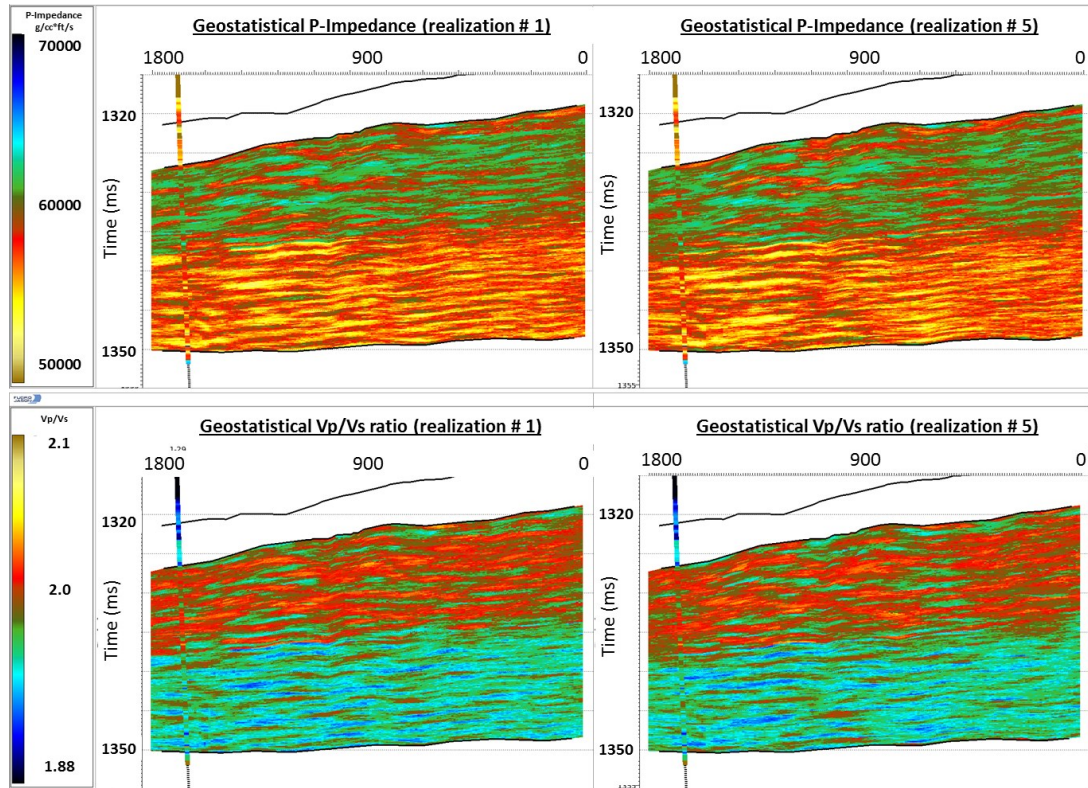 P-Impedance
g/cc*ft/s
70000
60000
50000
Geostatistical P-Impedance (realization # 1)
1800 900 0
1320
1350
Time (ms)
Geostatistical P-Impedance (realization # 5)
1800 900 0
1320
1350
1355
Time (ms)
Vp/Vs
2.1
2.0
1.88
Geostatistical Vp/Vs ratio (realization # 1)
1800 900 0
1320
1350
Time (ms)
Geostatistical Vp/Vs ratio (realization # 5)
1800 900 0
1320
1350
Time (ms)